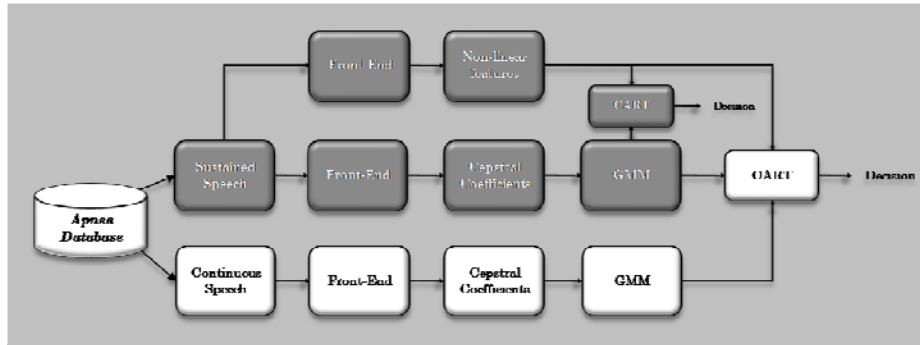 Front-End
Non-linear
features
CART
Decision
Sustained
Speech
Front-End
Cepstral
Coefficients
GMM
CART
Decision
Apnea
Database
Continuous
Speech
Front-End
Cepstral
Coefficients
GMM